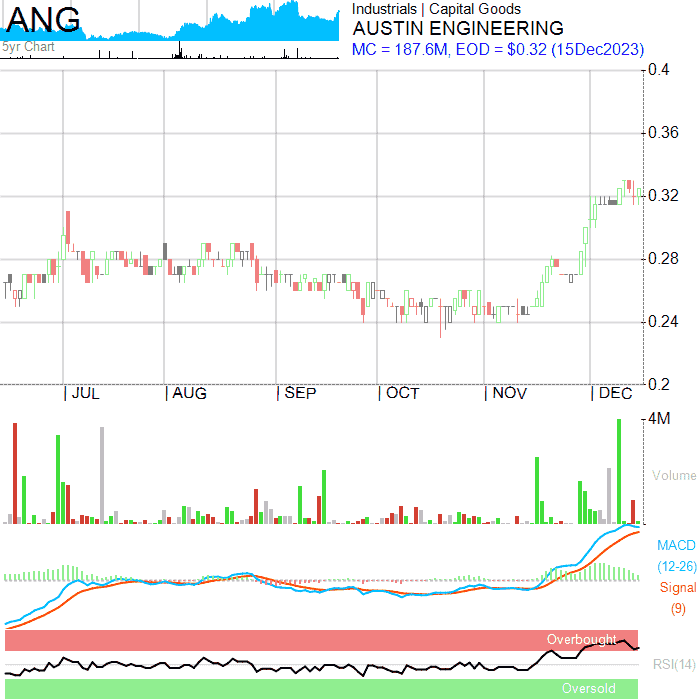 ANG
5yr Chart
Industrials | Capital Goods
AUSTIN ENGINEERING
MC = 187.6M, EOD = $0.32 (15Dec2023)
0.4
0.36
0.32
0.28
0.24
0.2
JUL AUG SEP OCT NOV DEC
4M
Volume
MACD
(12-26)
Signal
(9)
Overbought
RSI(14)
Oversold